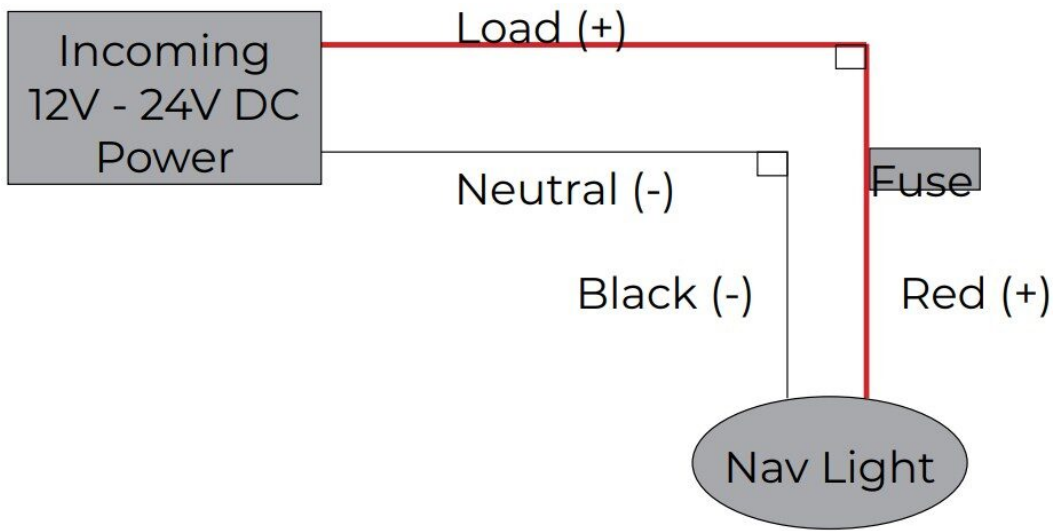 Incoming
12V - 24V DC
Power
Load (+)
Neutral (-)
Fuse
Black (-)
Red (+)
Nav Light